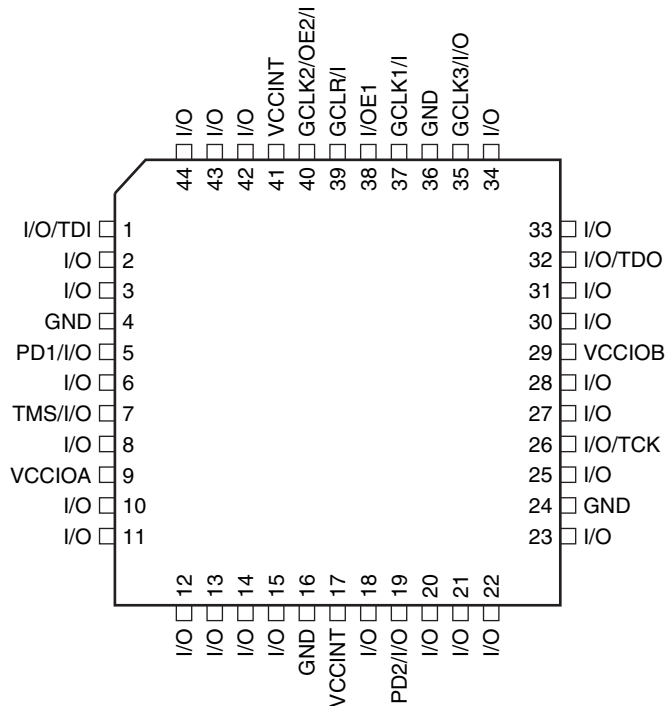 I/O
I/O
I/O
VCCINT
GCLK2/OE2/I
GCLR/I
I/OE1
GCLK1/I
GND
GCLK3/I/O
I/O
44
43
42
41
40
39
38
37
36
35
34
I/O/TDI 1
I/O 2
I/O 3
GND 4
PD1/I/O 5
I/O 6
TMS/I/O 7
I/O 8
VCCIOA 9
I/O 10
I/O 11
33 I/O
32 I/O/TDO
31 I/O
30 I/O
29 VCCIOB
28 I/O
27 I/O
26 I/O/TCK
25 I/O
24 GND
23 I/O
12
13
14
15
16
17
18
19
20
21
22
I/O
I/O
I/O
I/O
GND
VCCINT
I/O
PD2/I/O
I/O
I/O
I/O